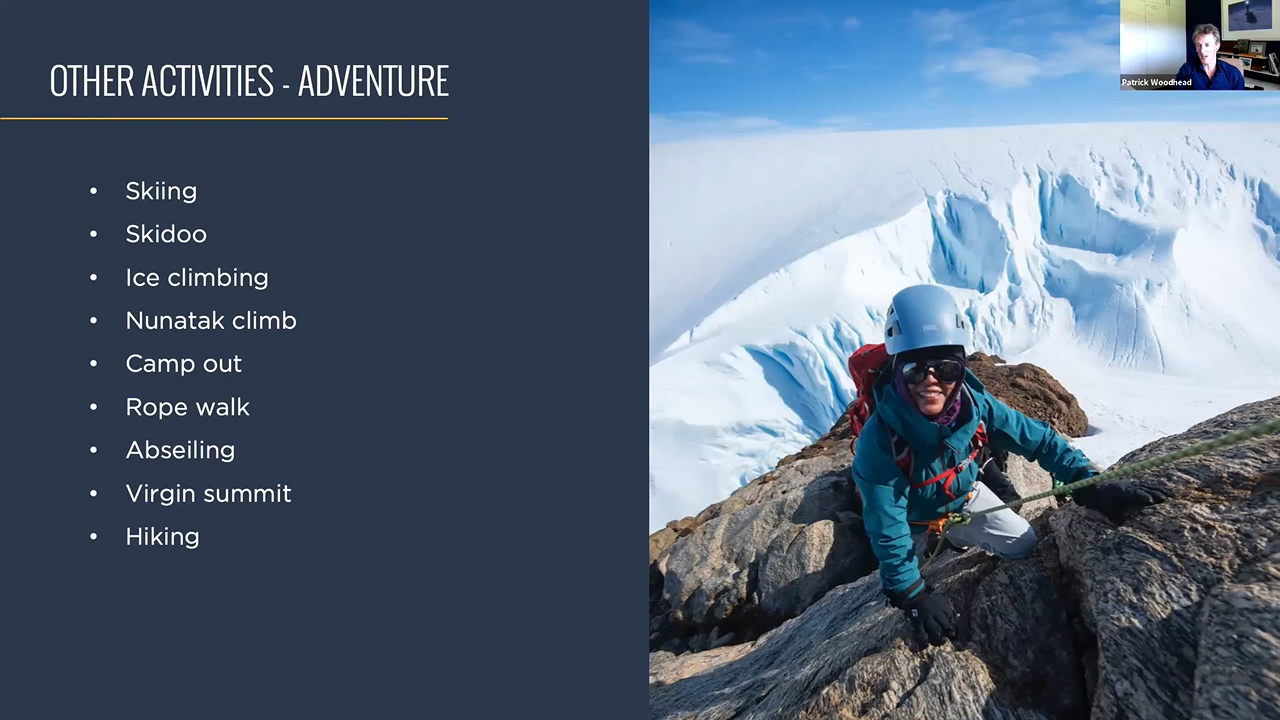 OTHER ACTIVITIES - ADVENTURE
• Skiing
• Skidoo
• Ice climbing
• Nunatak climb
• Camp out
• Rope walk
• Abseiling
• Virgin summit
• Hiking
Patrick Woodhead